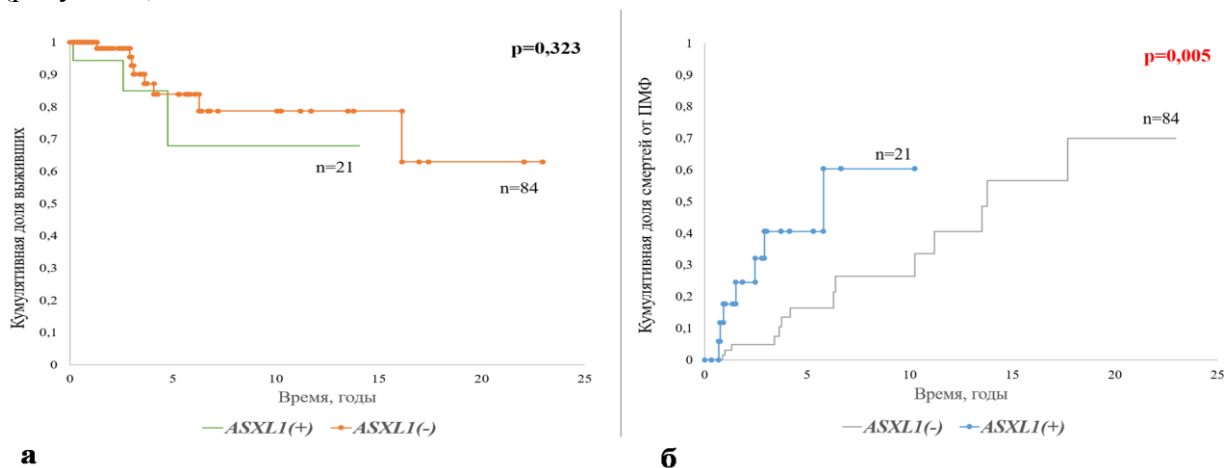 p=0,323
Кумулятивная доля выживших
1
0,9
0,8
0,7
0,6
0,5
0,4
0,3
0,2
0,1
0
n=21
n=84
0
5
10
15
20
25
Время, годы
ASXL1(+)
ASXL1(-)
а
p=0,005
Кумулятивная доля смертей от ПМФ
1
0,9
0,8
0,7
0,6
0,5
0,4
0,3
0,2
0,1
0
n=84
n=21
0
5
10
15
20
25
Время, годы
ASXL1(-)
ASXL1(+)
б